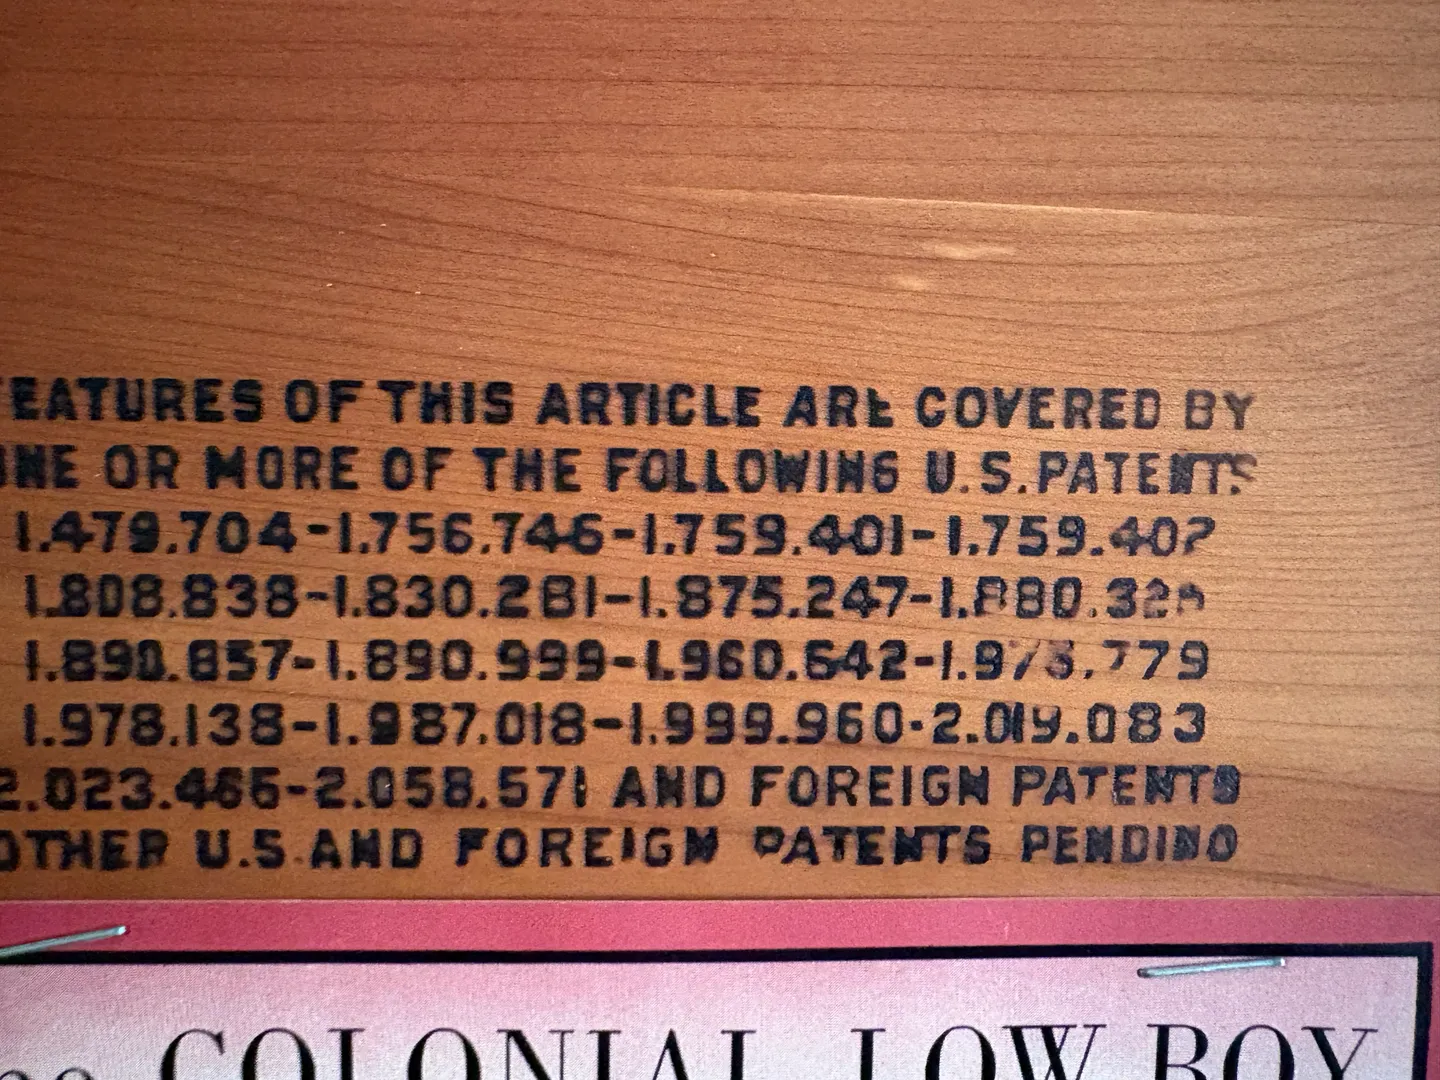 FEATURES OF THIS ARTICLE ARE COVERED BY
ONE OR MORE OF THE FOLLOWING U.S. PATENTS
1.479.704-1.756.746-1.759.401-1.759.402
1.808.838-1.830.281-1.875.247-1.880.32
1.890.857-1.890.999-1.960.642-1.975.779
1.978.138-1.987.018-1.999.960-2.019.083
2.023.466-2.058.571 AND FOREIGN PATENTS
OTHER U.S. AND FOREIGN PATENTS PENDING
COLONIAL LOW BOY